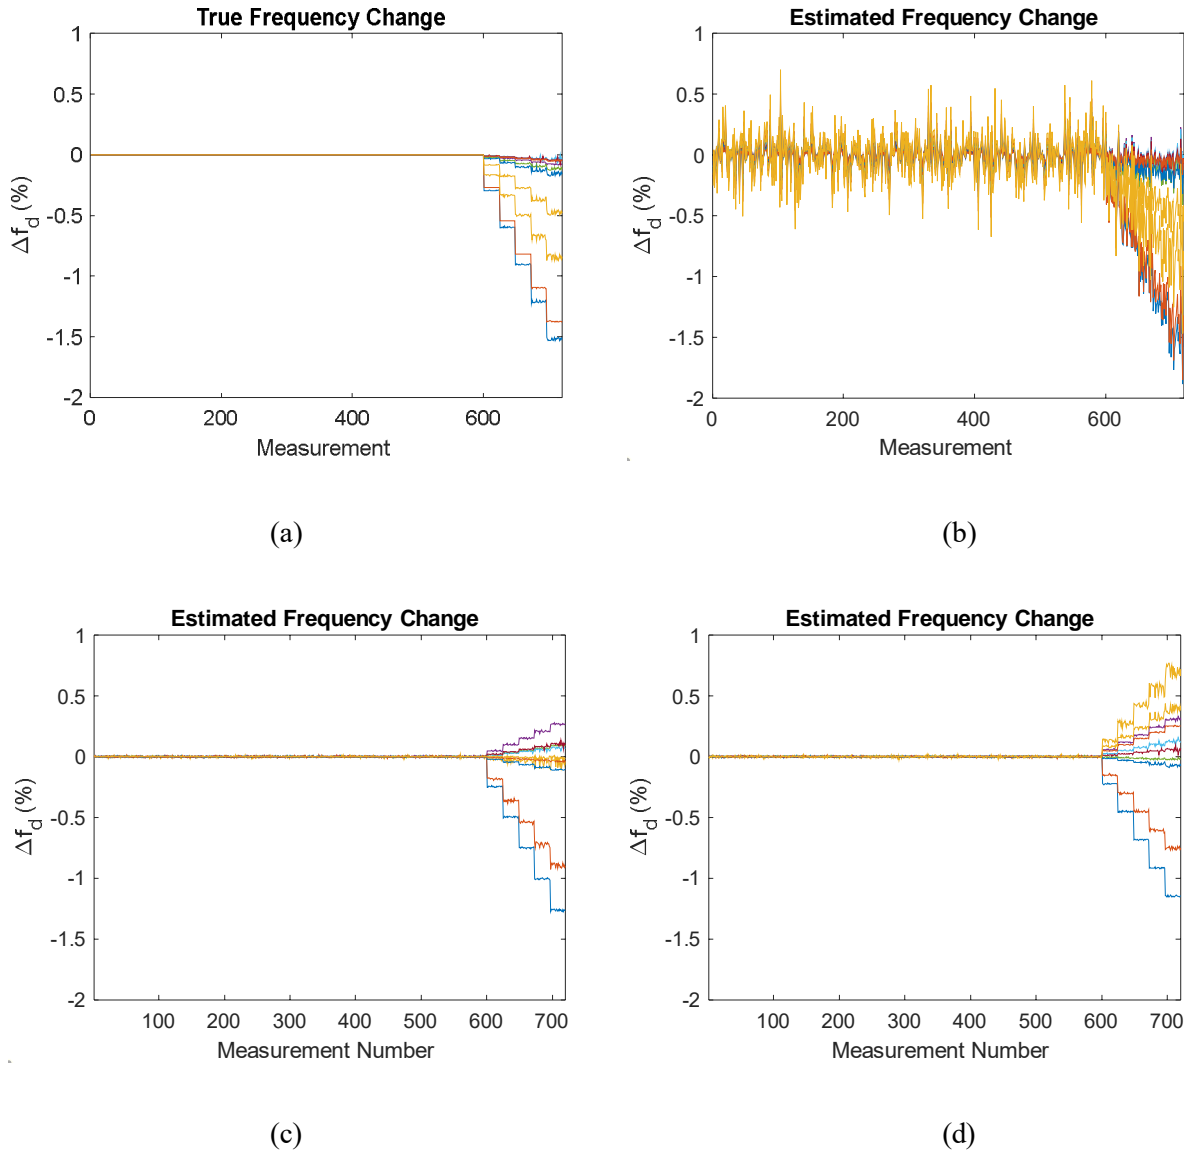 True Frequency Change
1
0.5
0
-0.5
-1
-1.5
-2
Δf_d (%)
0 200 400 600
Measurement
(a)
Estimated Frequency Change
1
0.5
0
-0.5
-1
-1.5
-2
Δf_d (%)
0 200 400 600
Measurement
(b)
Estimated Frequency Change
1
0.5
0
-0.5
-1
-1.5
-2
Δf_d (%)
100 200 300 400 500 600 700
Measurement Number
(c)
Estimated Frequency Change
1
0.5
0
-0.5
-1
-1.5
-2
Δf_d (%)
100 200 300 400 500 600 700
Measurement Number
(d)